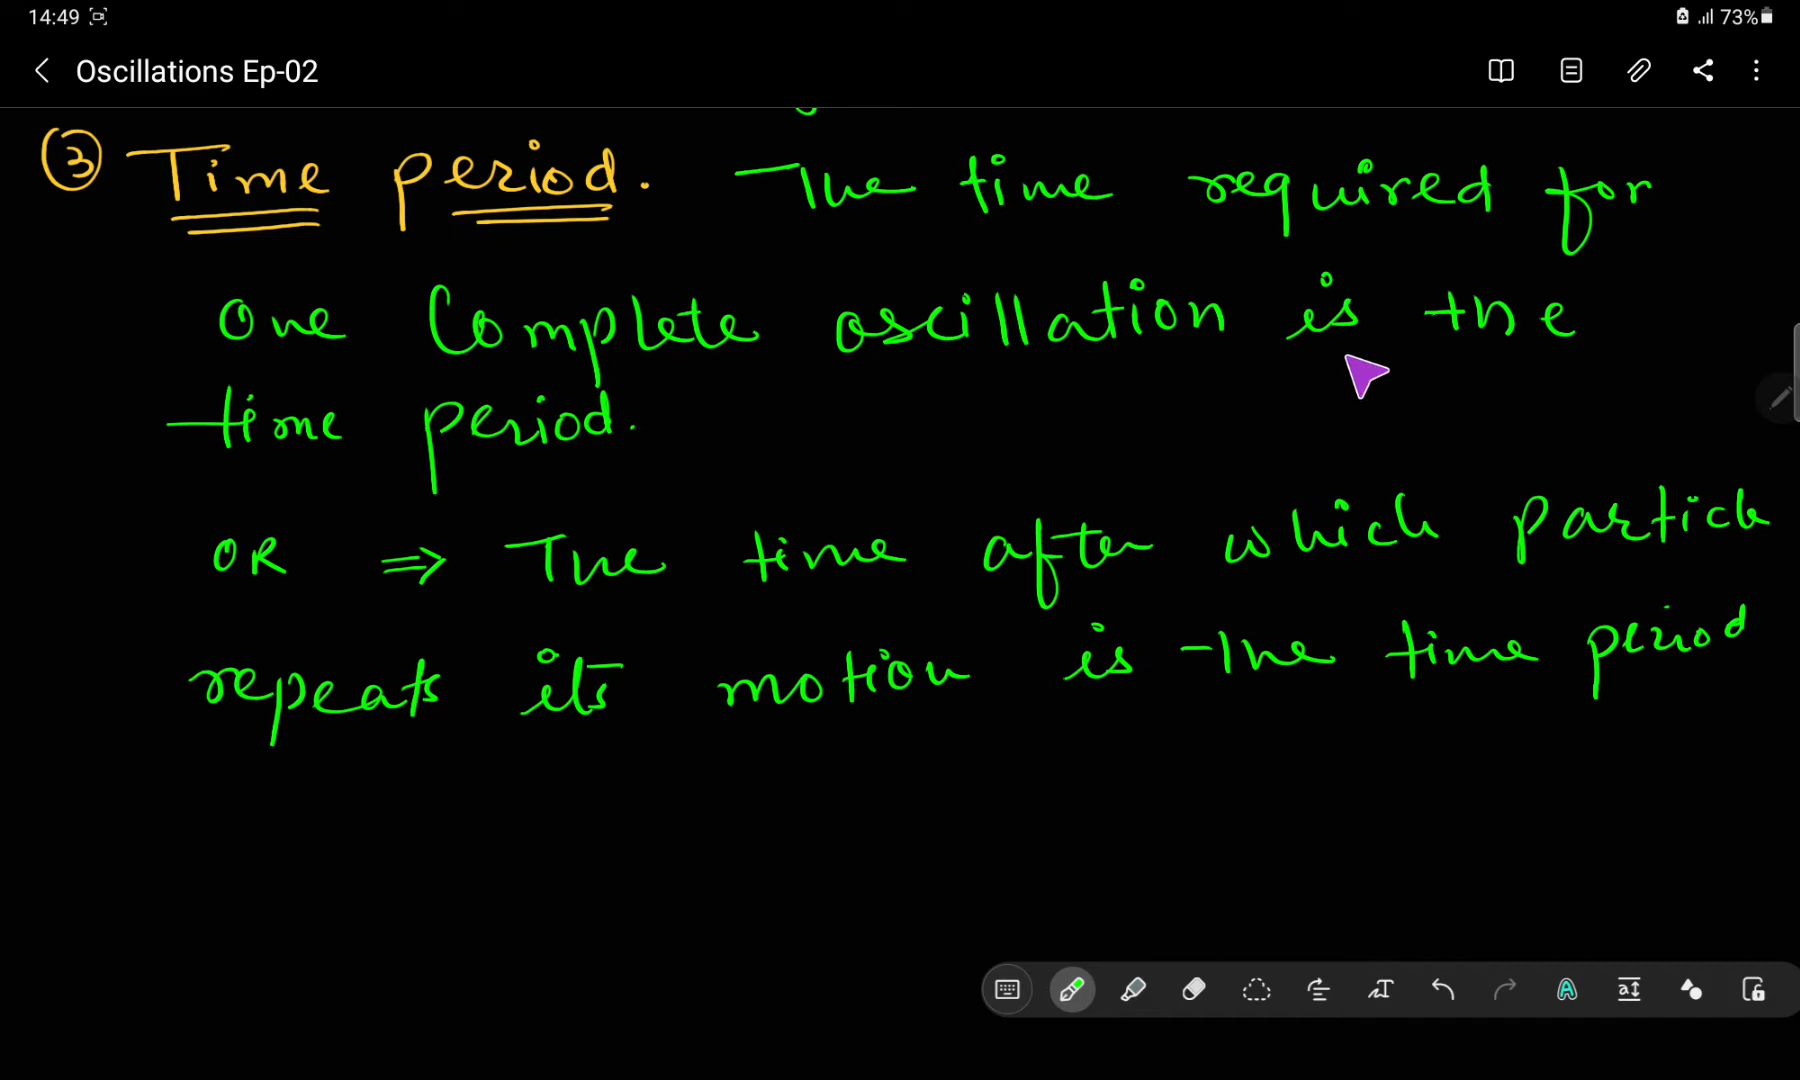 14:49 73%
Oscillations Ep-02
③ Time period. The time required for
One Complete oscillation is the
time period.
OR ⇒ The time after which particle
repeats its motion is the time period